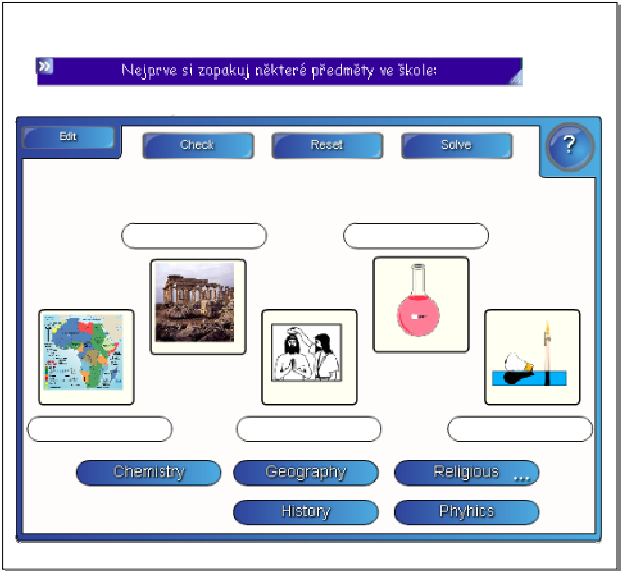 Nejprve si zopakuj některé předměty ve škole:
Edit
Check
Reset
Solve
?
Chemistry
Geography
Religious ...
History
Phyhics